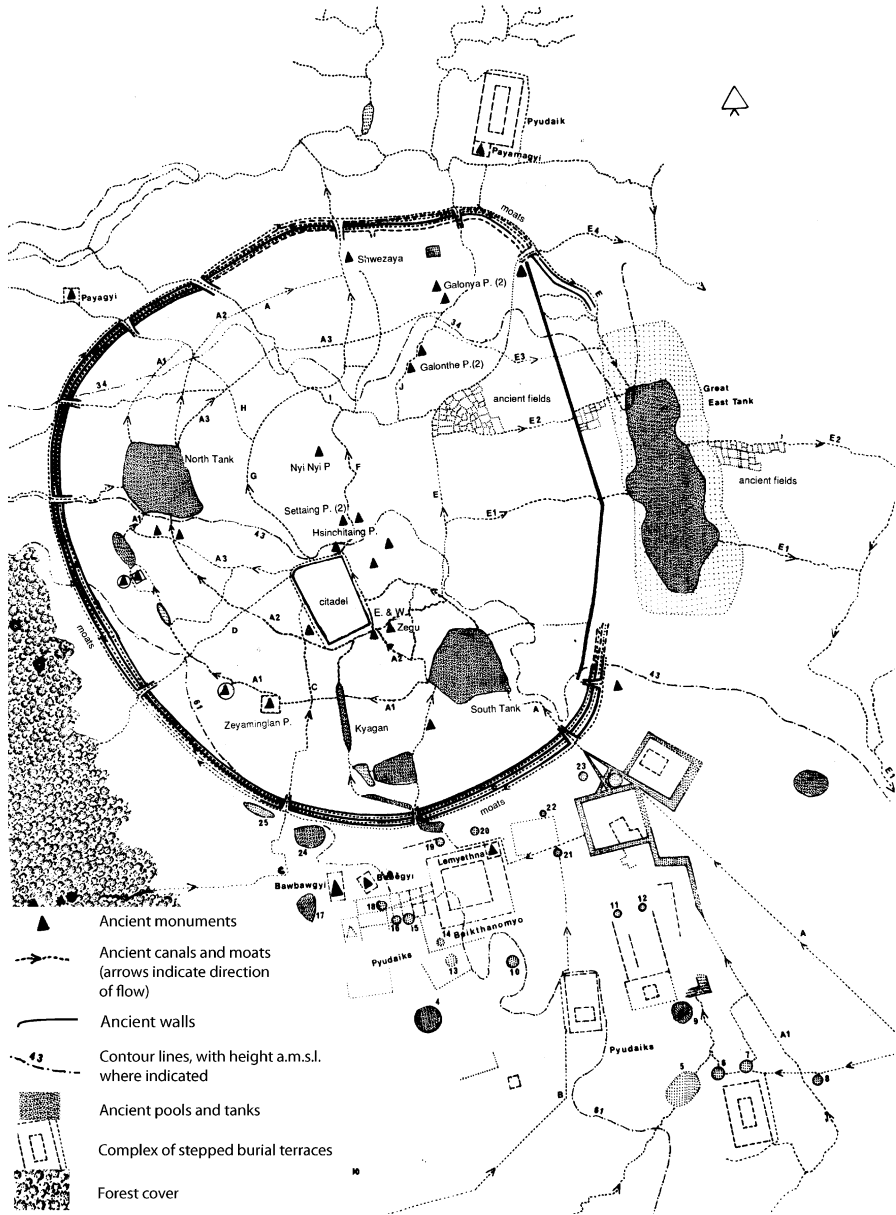 Pyudaik
Payamagyi
moats
E4
E
Shwezaya
Galonya P. (2)
Payagyi
A2
A
A1
A3
34
34
Galonthe P.(2)
E3
J
Great
East Tank
ancient fields
A3
H
I
E2
E2
North Tank
G
Nyi Nyi P
F
ancient fields
E
Settaing P. (2)
E1
A1
43
Hsinchitaing P.
E1
A3
citadel
A2
D
E. & W.
Zegu
moats
A2
43
A1
C
A1
South Tank
A
61
Zeyaminglan P.
Kyagan
23
moats
25
22
20
24
19
Lemyethna
21
Bawbawgyi
17
18
11
12
16
15
14
Beikthanomyo
A
Pyudaiks
13
10
4
9
Pyudaiks
A1
5
6
7
8
B
61
Ancient monuments
Ancient canals and moats
(arrows indicate direction
of flow)
Ancient walls
43
Contour lines, with height a.m.s.l.
where indicated
Ancient pools and tanks
Complex of stepped burial terraces
Forest cover